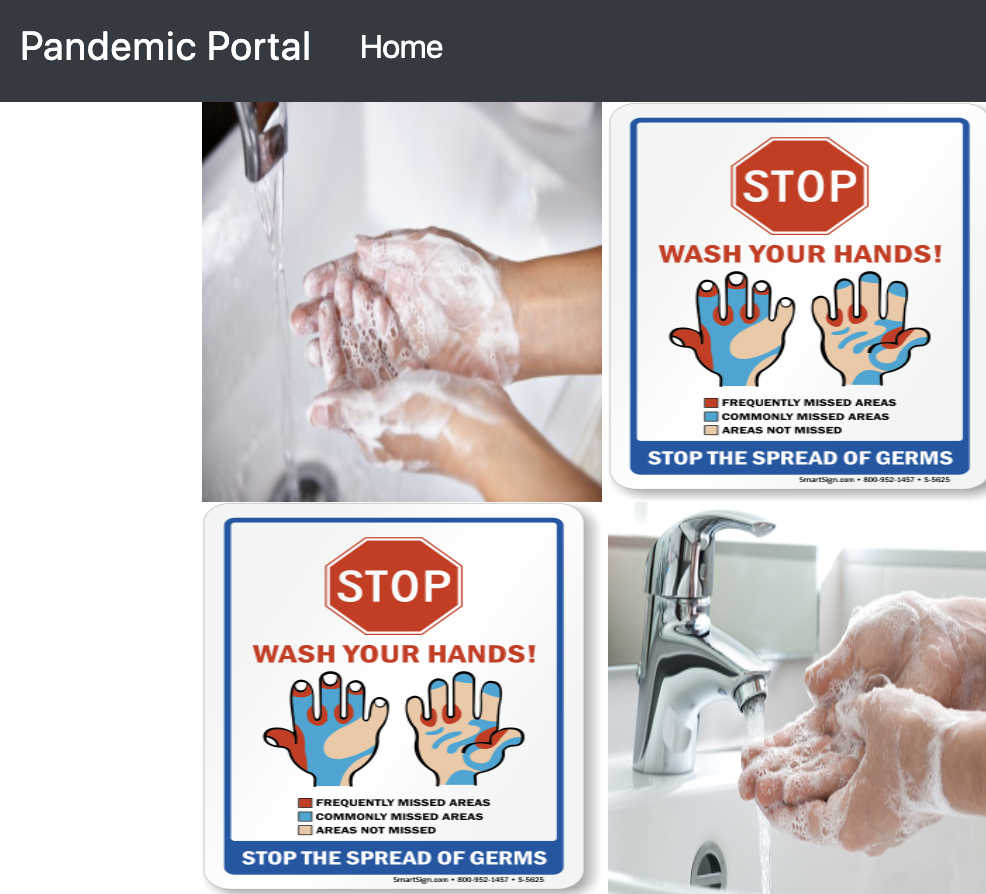 Pandemic Portal Home
STOP
WASH YOUR HANDS!
FREQUENTLY MISSED AREAS
COMMONLY MISSED AREAS
AREAS NOT MISSED
STOP THE SPREAD OF GERMS
SmartSign.com • 800-952-1457 • S-5625
STOP
WASH YOUR HANDS!
FREQUENTLY MISSED AREAS
COMMONLY MISSED AREAS
AREAS NOT MISSED
STOP THE SPREAD OF GERMS
SmartSign.com • 800-952-1457 • S-5625